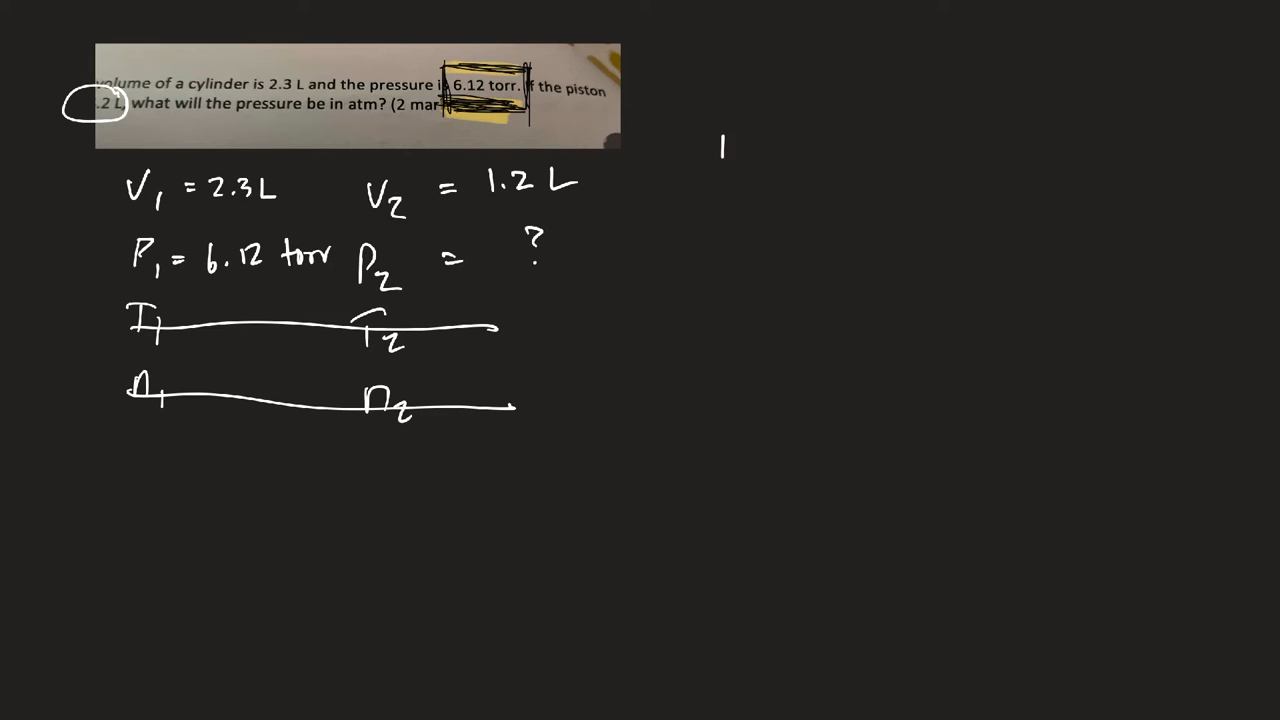 volume of a cylinder is 2.3 L and the pressure is 6.12 torr. If the piston
.2 L, what will the pressure be in atm? (2 mar
V₁ = 2.3 L V₂ = 1.2 L
P₁ = 6.12 torr P₂ = ?
T₁ T₂
n₁ n₂